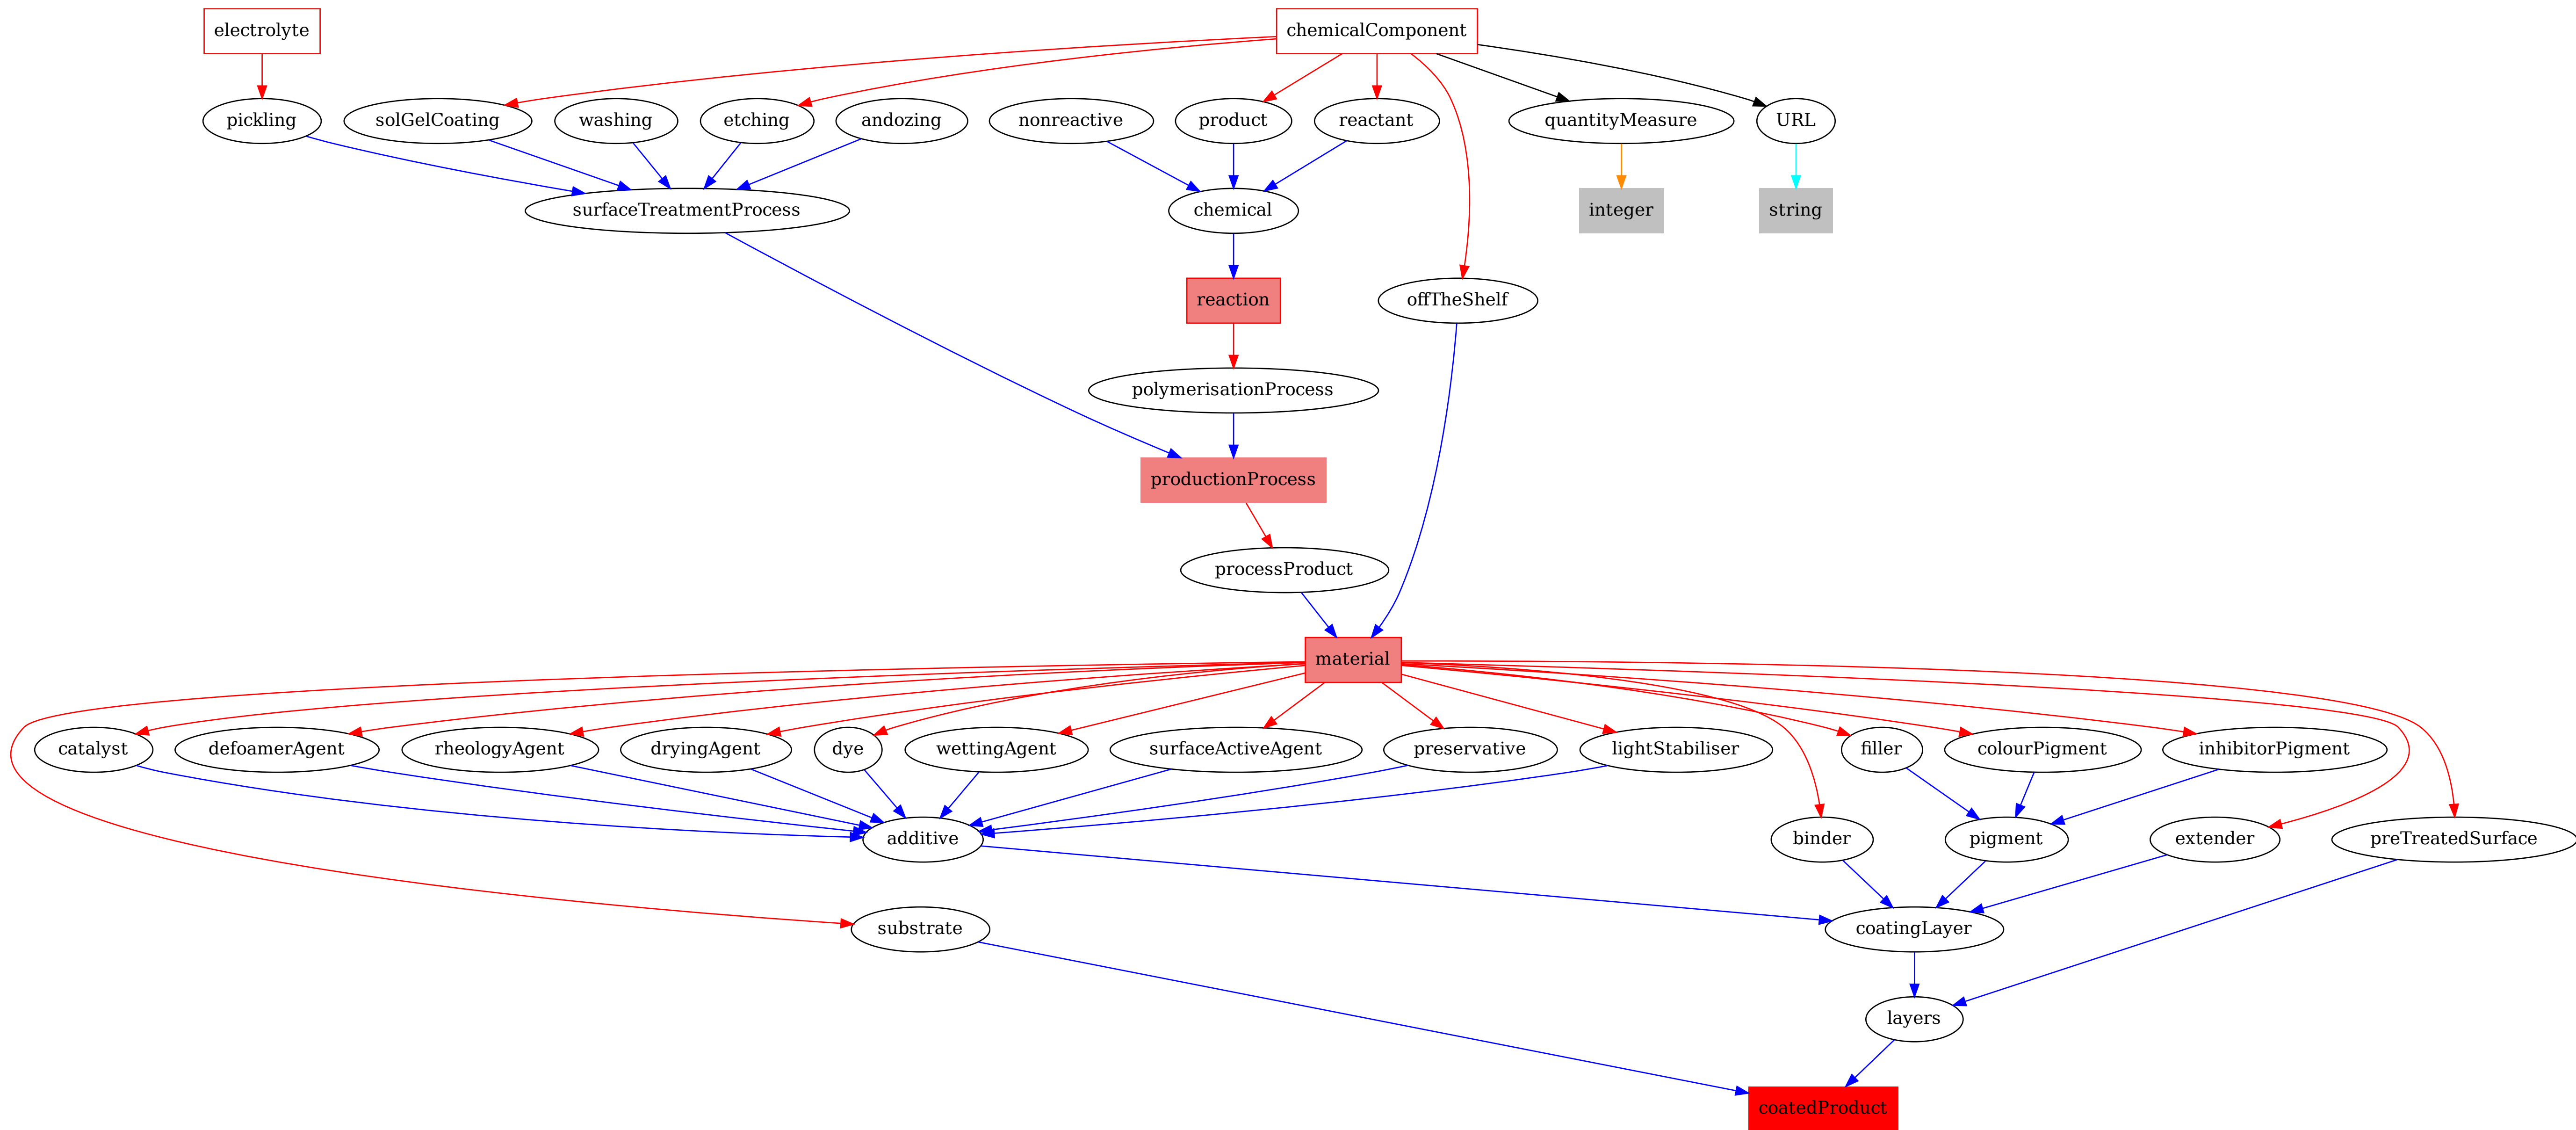 electrolyte
chemicalComponent
pickling
solGelCoating
washing
etching
andozing
nonreactive
product
reactant
quantityMeasure
URL
surfaceTreatmentProcess
chemical
integer
string
reaction
offTheShelf
polymerisationProcess
productionProcess
processProduct
material
catalyst
defoamerAgent
rheologyAgent
dryingAgent
dye
wettingAgent
surfaceActiveAgent
preservative
lightStabiliser
filler
colourPigment
inhibitorPigment
additive
binder
pigment
extender
preTreatedSurface
substrate
coatingLayer
layers
coatedProduct